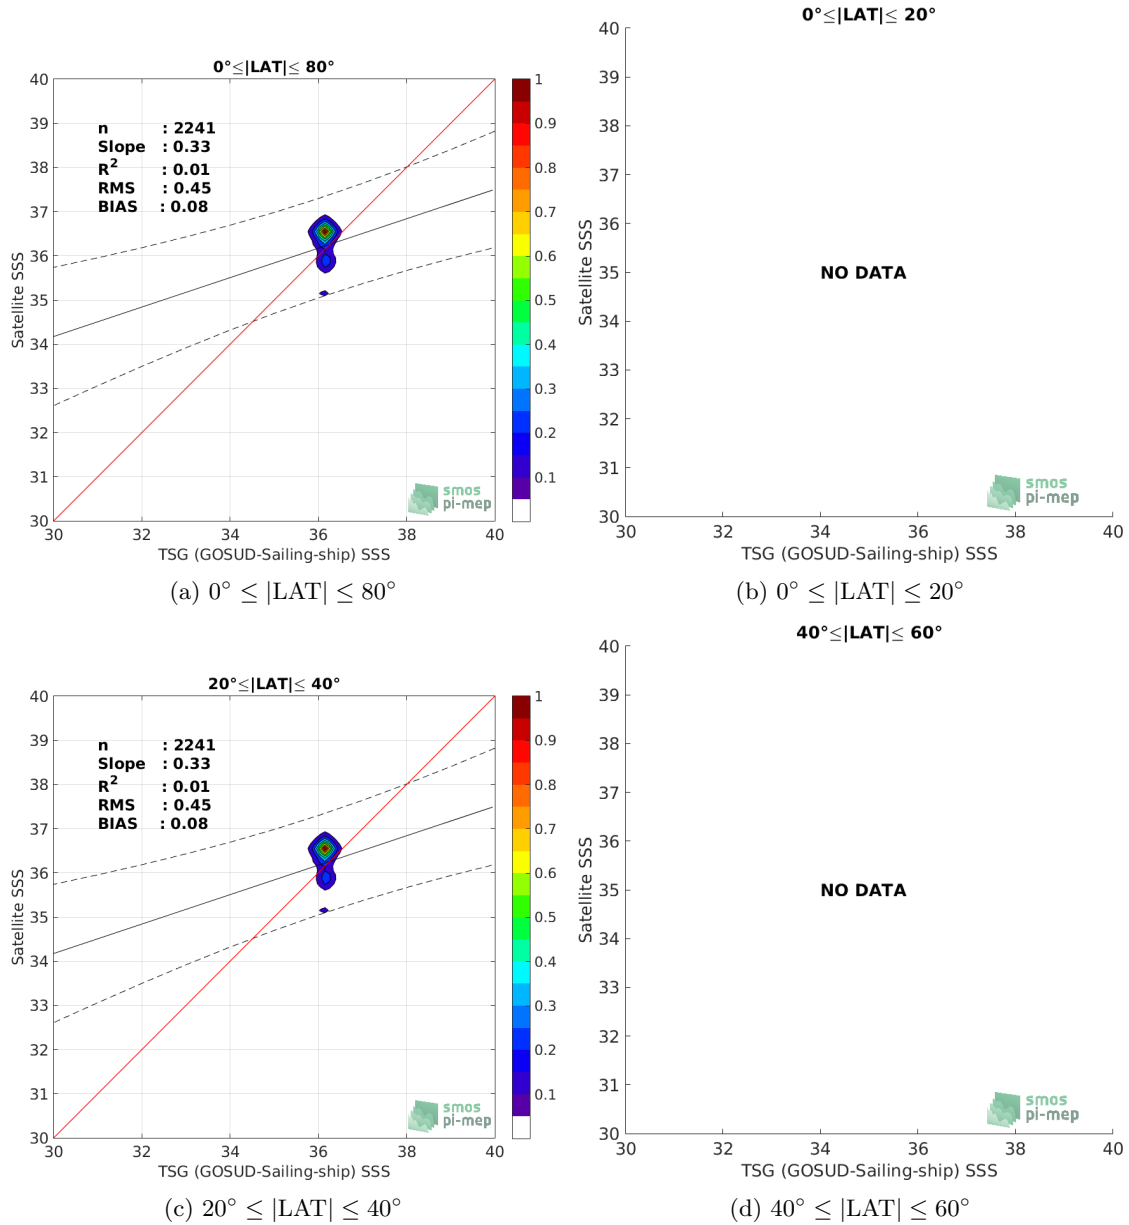 0°≤|LAT|≤ 80°
40
39
38
37
36
35
34
33
32
31
30
Satellite SSS
n : 2241
Slope : 0.33
R² : 0.01
RMS : 0.45
BIAS : 0.08
1
0.9
0.8
0.7
0.6
0.5
0.4
0.3
0.2
0.1
smos
pi-mep
30 32 34 36 38 40
TSG (GOSUD-Sailing-ship) SSS
(a) 0° ≤ |LAT| ≤ 80°
0°≤|LAT|≤ 20°
40
39
38
37
36
35
34
33
32
31
30
Satellite SSS
NO DATA
smos
pi-mep
30 32 34 36 38 40
TSG (GOSUD-Sailing-ship) SSS
(b) 0° ≤ |LAT| ≤ 20°
20°≤|LAT|≤ 40°
40
39
38
37
36
35
34
33
32
31
30
Satellite SSS
n : 2241
Slope : 0.33
R² : 0.01
RMS : 0.45
BIAS : 0.08
1
0.9
0.8
0.7
0.6
0.5
0.4
0.3
0.2
0.1
smos
pi-mep
30 32 34 36 38 40
TSG (GOSUD-Sailing-ship) SSS
(c) 20° ≤ |LAT| ≤ 40°
40°≤|LAT|≤ 60°
40
39
38
37
36
35
34
33
32
31
30
Satellite SSS
NO DATA
smos
pi-mep
30 32 34 36 38 40
TSG (GOSUD-Sailing-ship) SSS
(d) 40° ≤ |LAT| ≤ 60°